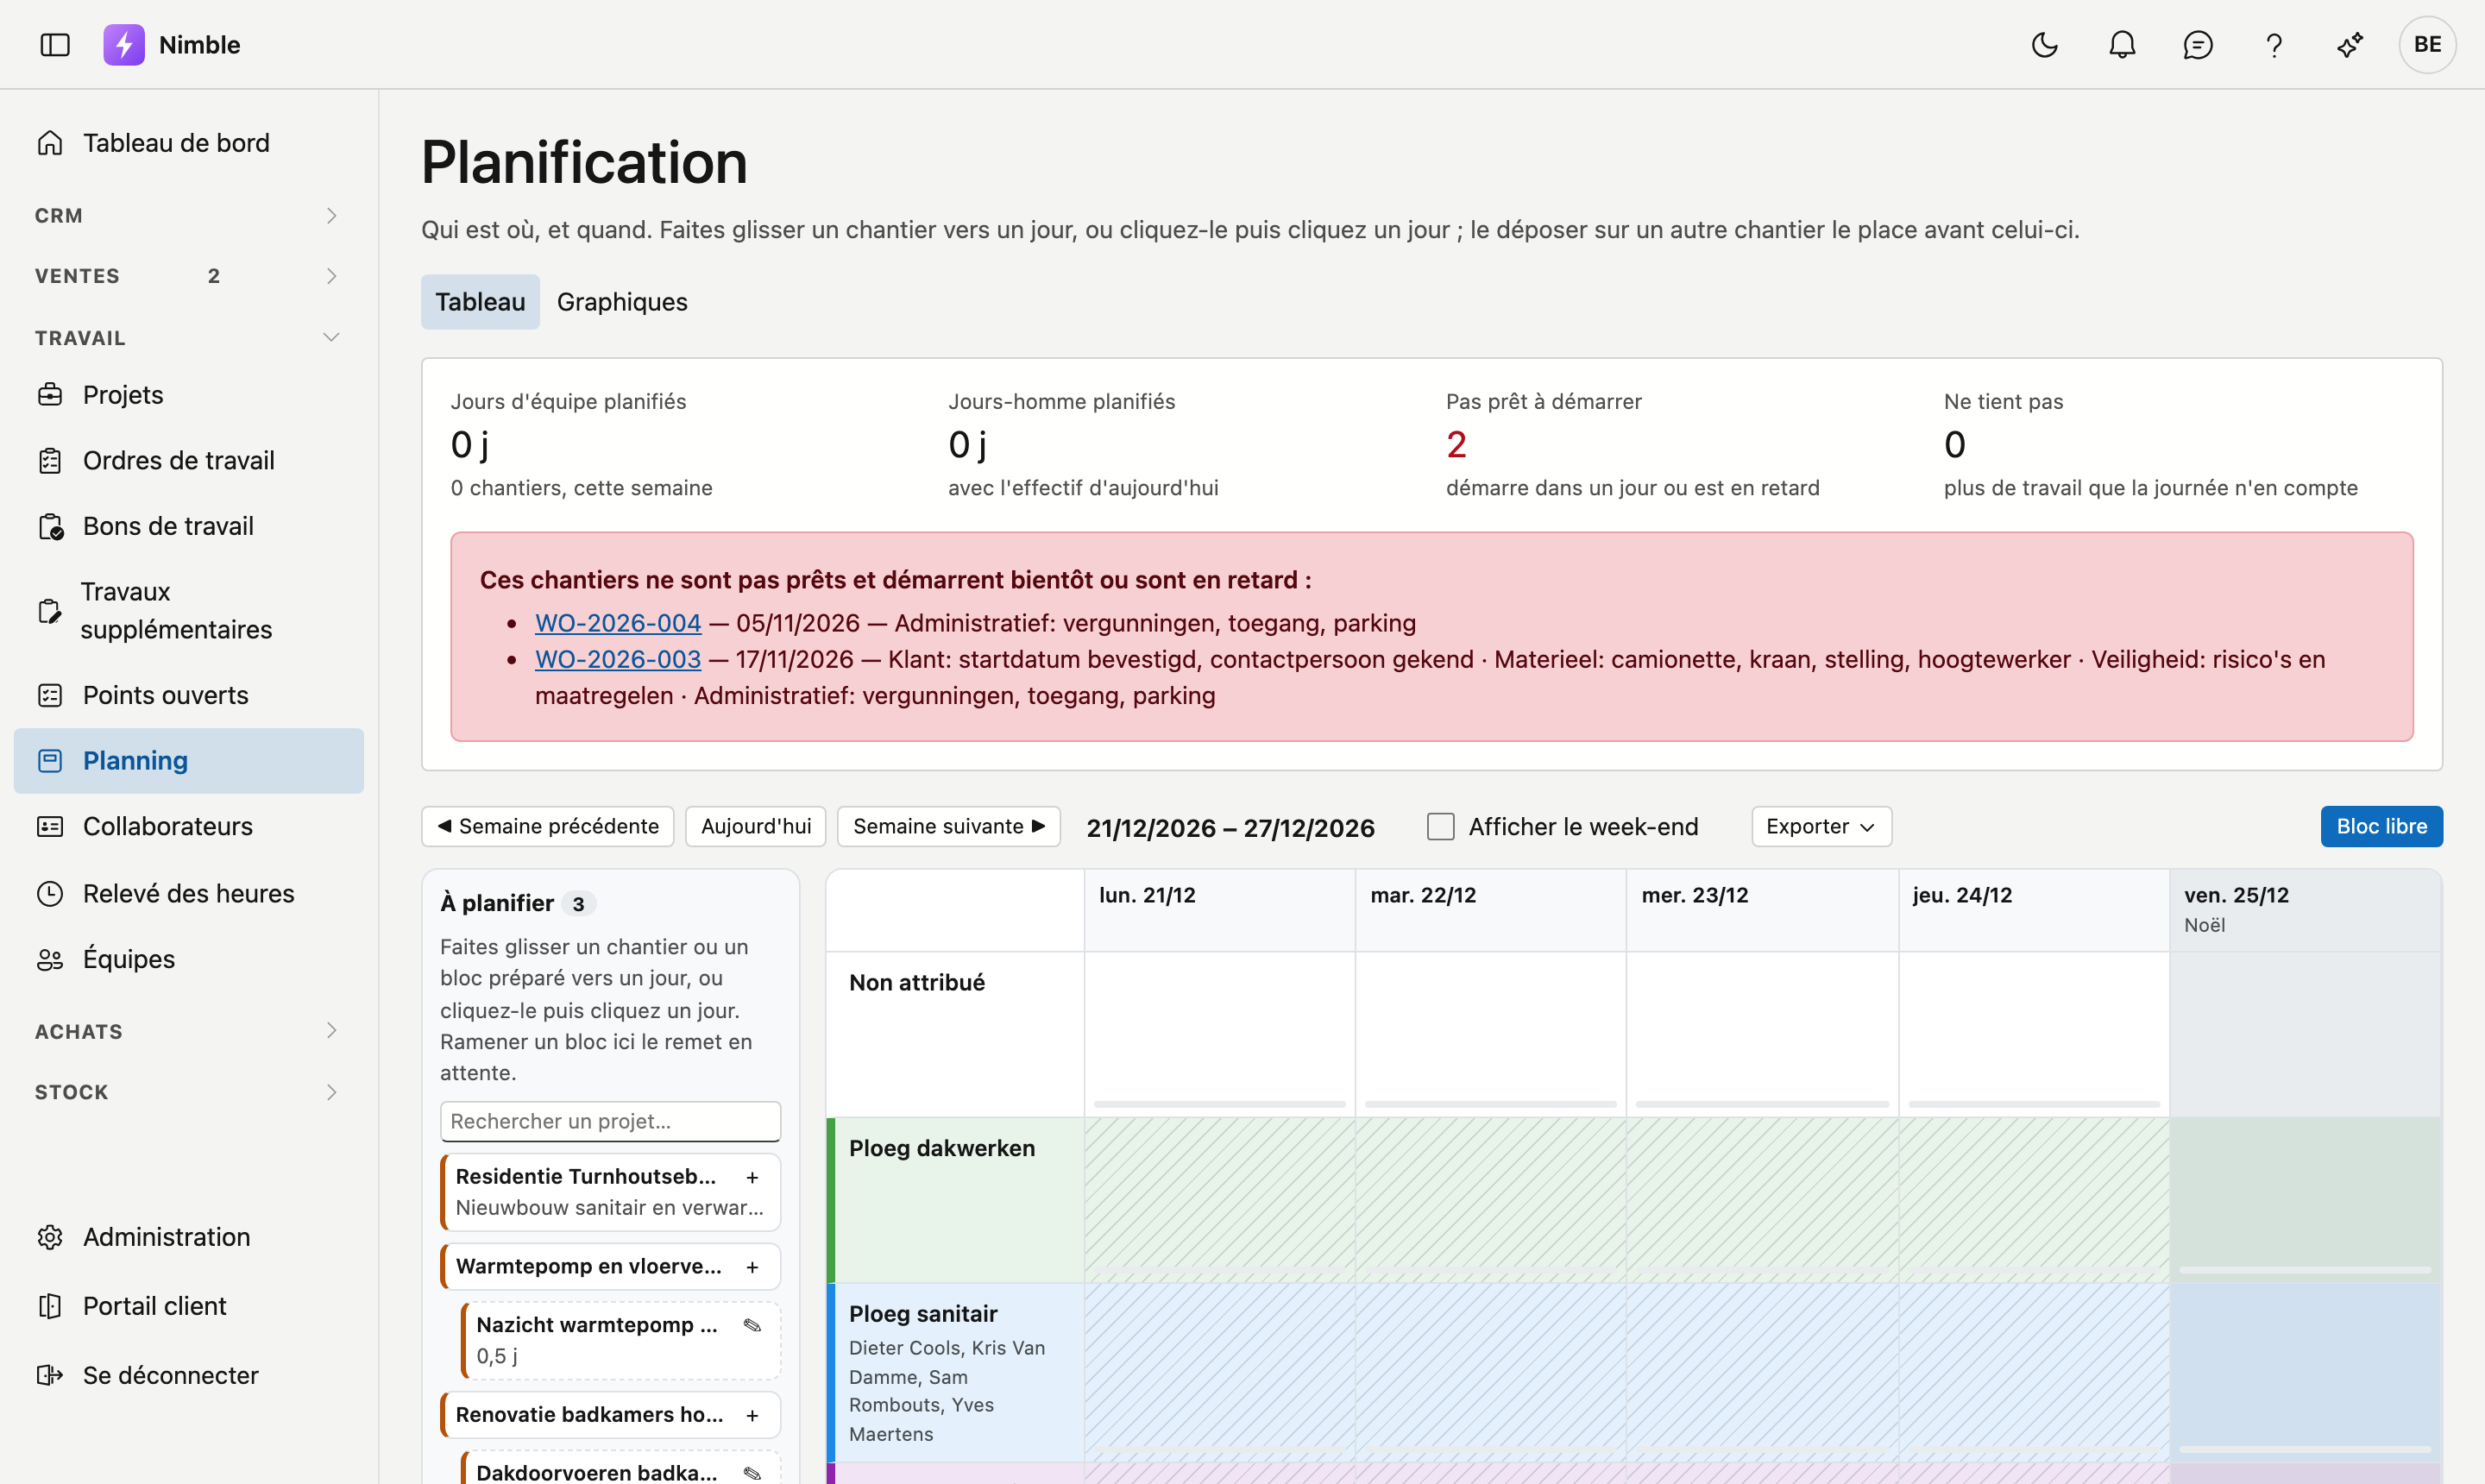 Nimble
BE
Tableau de bord
CRM
VENTES 2
TRAVAIL
Projets
Ordres de travail
Bons de travail
Travaux
supplémentaires
Points ouverts
Planning
Collaborateurs
Relevé des heures
Équipes
ACHATS
STOCK
Administration
Portail client
Se déconnecter
Planification
Qui est où, et quand. Faites glisser un chantier vers un jour, ou cliquez-le puis cliquez un jour ; le déposer sur un autre chantier le place avant celui-ci.
Tableau Graphiques
Jours d'équipe planifiés
0 j
0 chantiers, cette semaine
Jours-homme planifiés
0 j
avec l'effectif d'aujourd'hui
Pas prêt à démarrer
2
démarre dans un jour ou est en retard
Ne tient pas
0
plus de travail que la journée n'en compte
Ces chantiers ne sont pas prêts et démarrent bientôt ou sont en retard :
• WO-2026-004 — 05/11/2026 — Administratief: vergunningen, toegang, parking
• WO-2026-003 — 17/11/2026 — Klant: startdatum bevestigd, contactpersoon gekend · Materieel: camionette, kraan, stelling, hoogtewerker · Veiligheid: risico's en
maatregelen · Administratief: vergunningen, toegang, parking
◀ Semaine précédente Aujourd'hui Semaine suivante ▶ 21/12/2026 – 27/12/2026 Afficher le week-end Exporter Bloc libre
À planifier 3
Faites glisser un chantier ou un
bloc préparé vers un jour, ou
cliquez-le puis cliquez un jour.
Ramener un bloc ici le remet en
attente.
Rechercher un projet...
Residentie Turnhoutseb... +
Nieuwbouw sanitair en verwar...
Warmtepomp en vloerve... +
Nazicht warmtepomp ... ✎
0,5 j
Renovatie badkamers ho... +
Dakdoorvoeren badka... ✎
lun. 21/12 mar. 22/12 mer. 23/12 jeu. 24/12 ven. 25/12
Noël
Non attribué
Ploeg dakwerken
Ploeg sanitair
Dieter Cools, Kris Van
Damme, Sam
Rombouts, Yves
Maertens